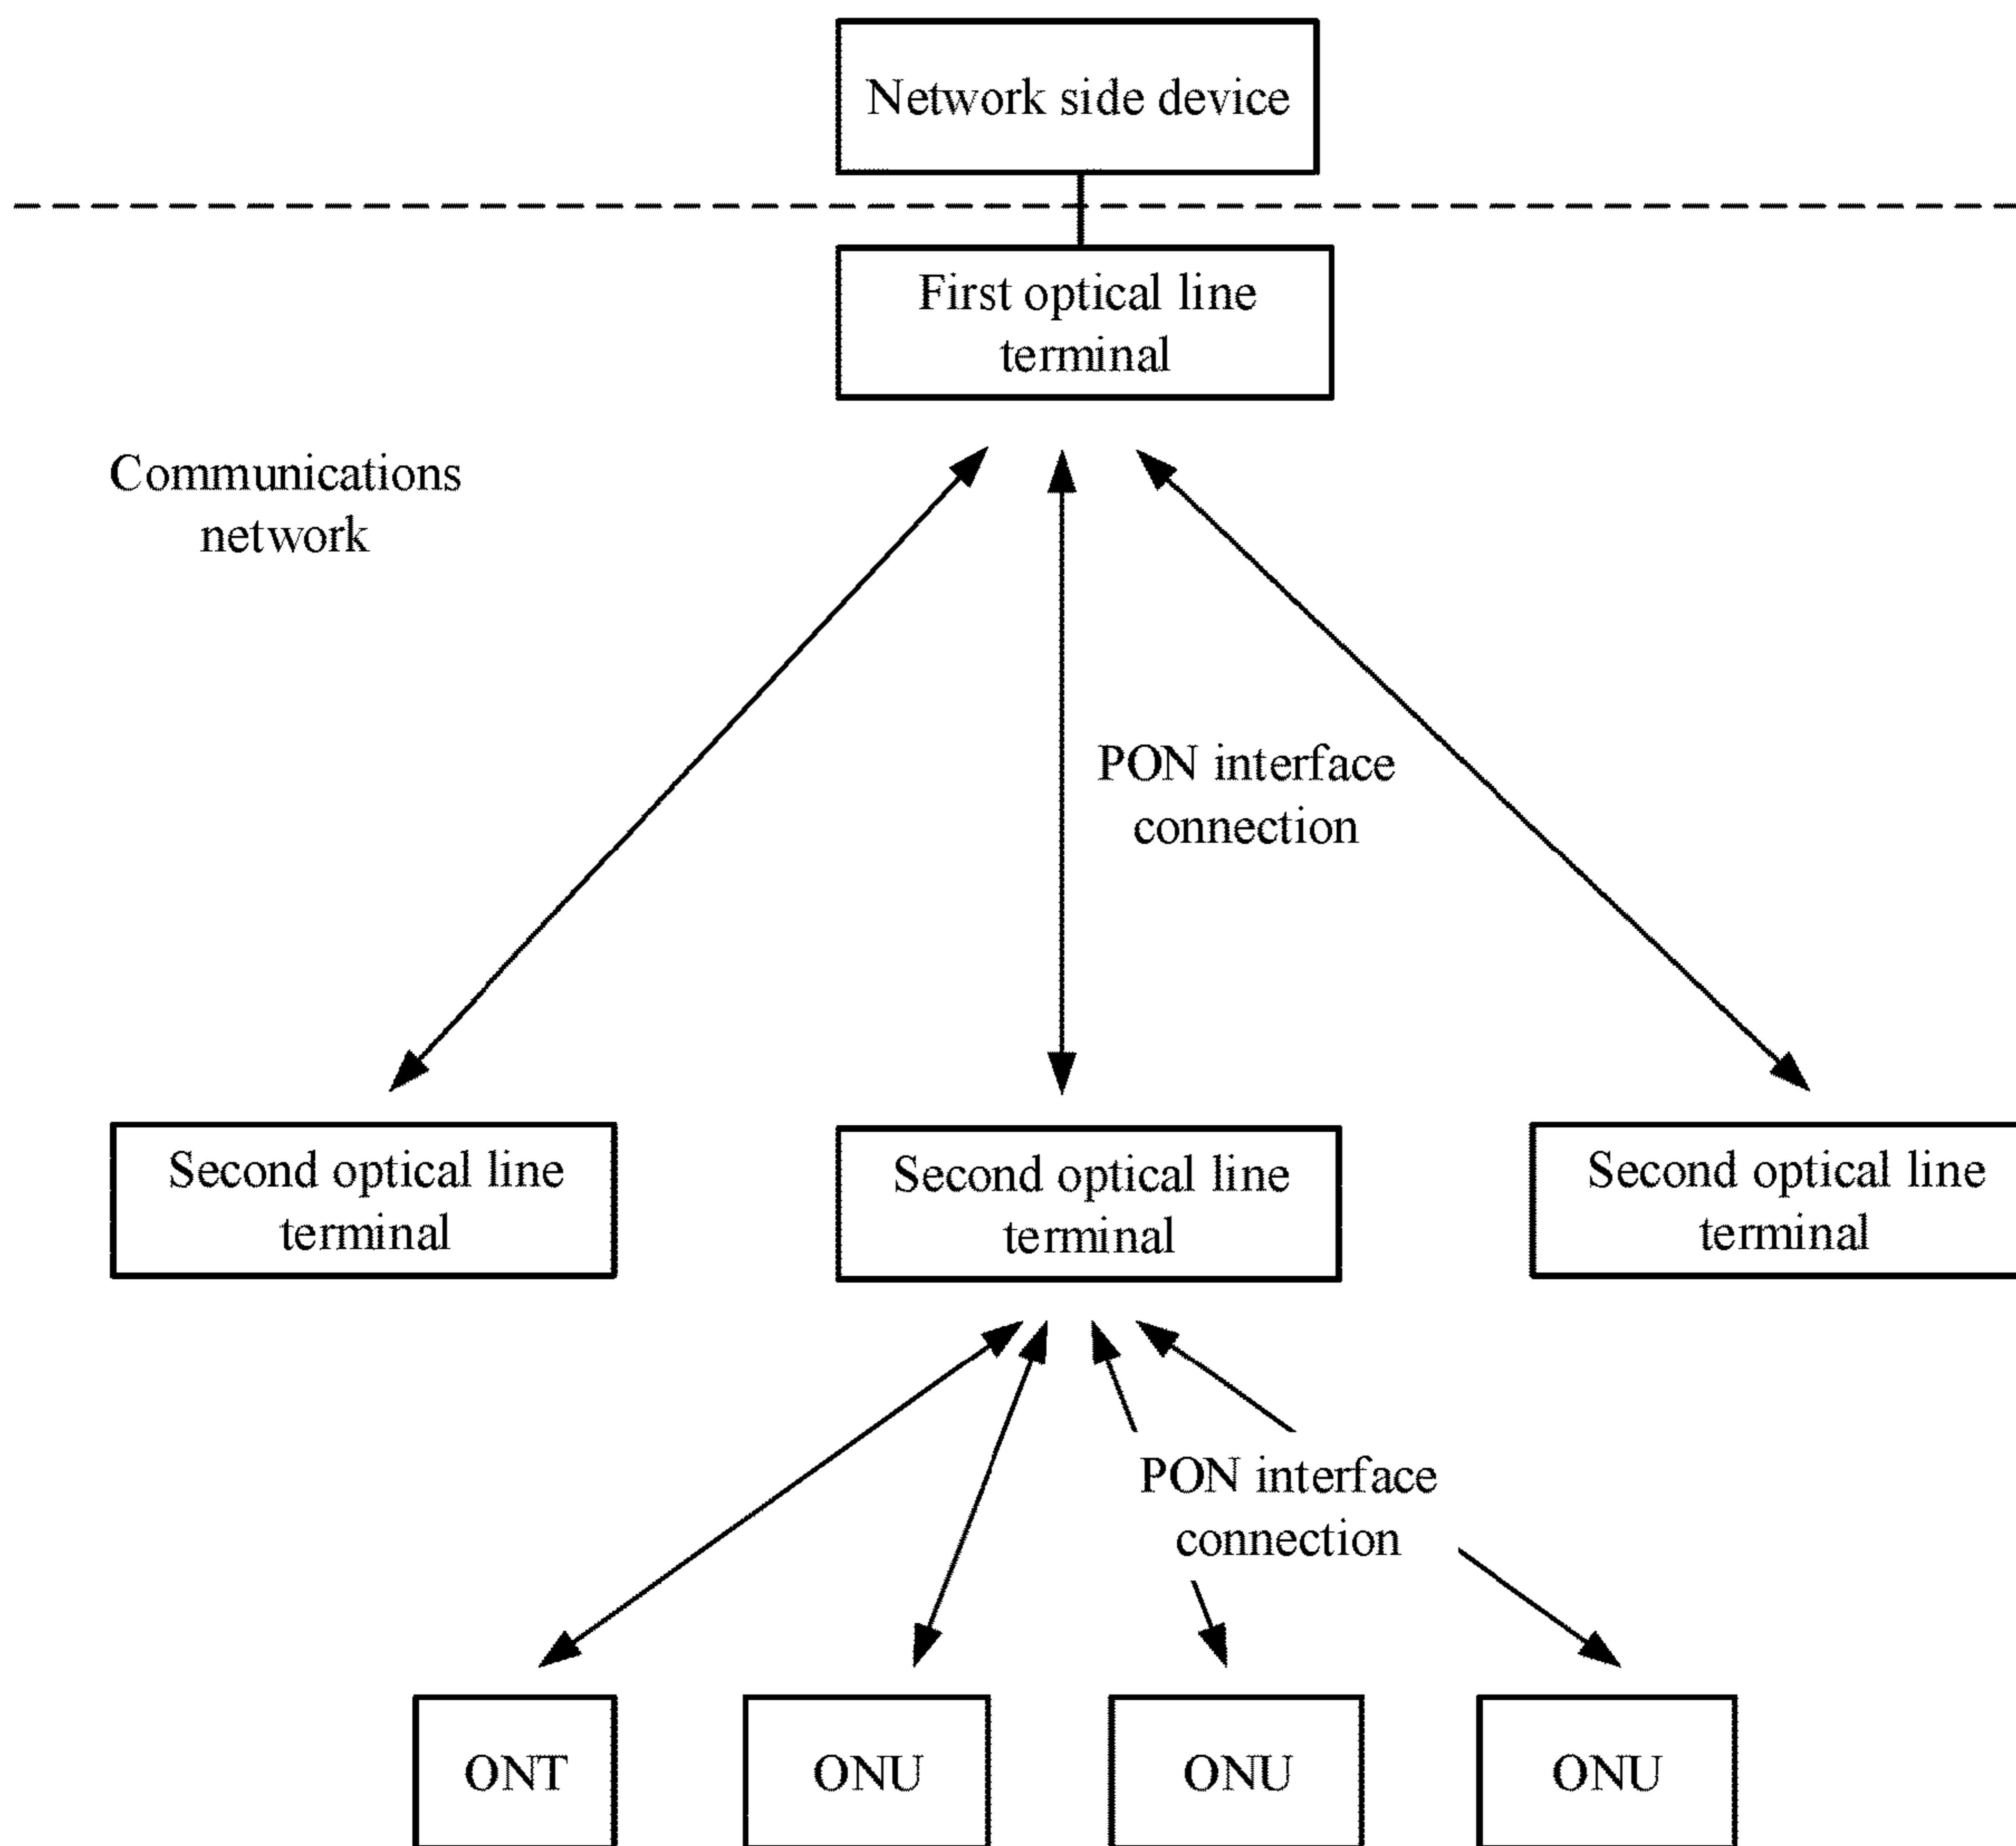 Network side device
First optical line
terminal
Communications
network
PON interface
connection
Second optical line
terminal
Second optical line
terminal
Second optical line
terminal
PON interface
connection
ONT
ONU
ONU
ONU